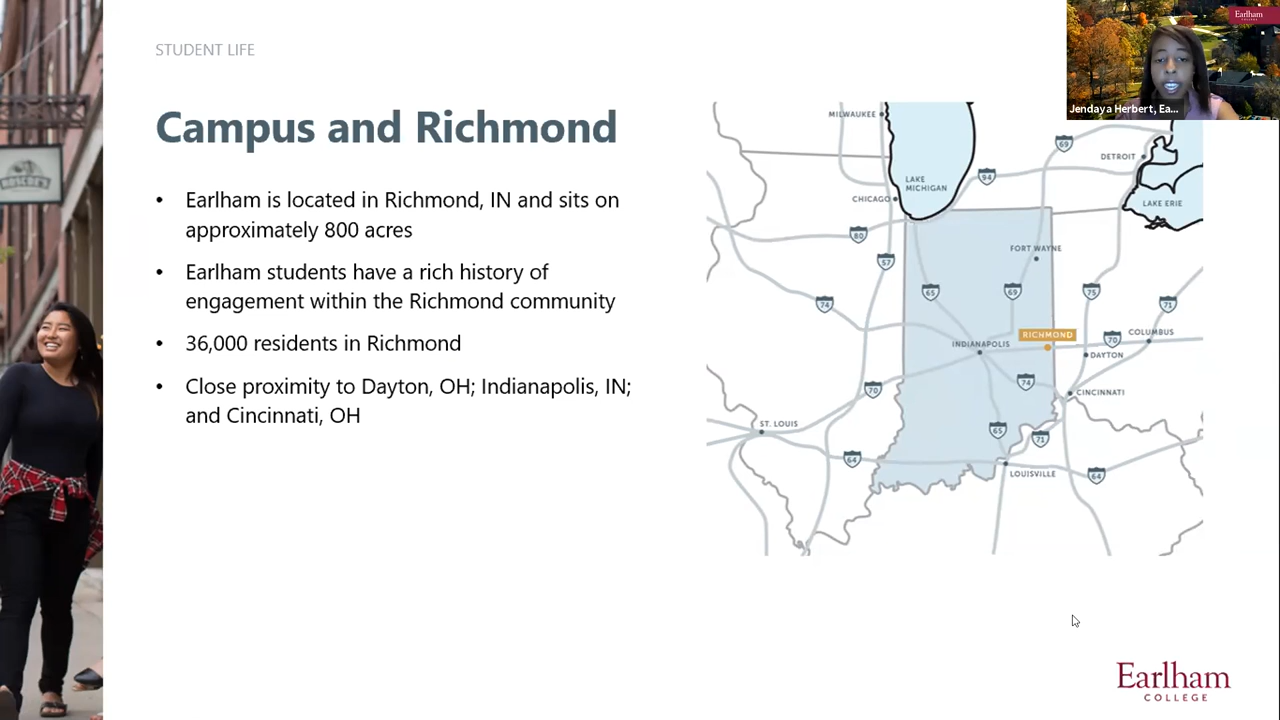 STUDENT LIFE
Campus and Richmond
• Earlham is located in Richmond, IN and sits on
approximately 800 acres
• Earlham students have a rich history of
engagement within the Richmond community
• 36,000 residents in Richmond
• Close proximity to Dayton, OH; Indianapolis, IN;
and Cincinnati, OH
Earlham
COLLEGE
Jendaya Herbert, Ea...
MILWAUKEE
69
DETROIT
94
LAKE
MICHIGAN
CHICAGO
LAKE ERIE
80
FORT WAYNE
57
65
69
75
74
71
RICHMOND
COLUMBUS
70
INDIANAPOLIS
DAYTON
74
70
CINCINNATI
ST. LOUIS
65
71
64
LOUISVILLE
64
ROSCOE'S
Earlham
COLLEGE